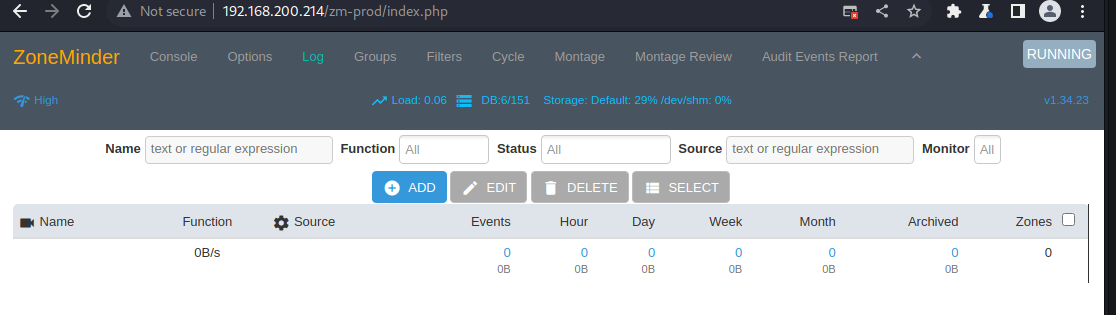 Not secure 192.168.200.214/zm-prod/index.php
ZoneMinder Console Options Log Groups Filters Cycle Montage Montage Review Audit Events Report RUNNING
High Load: 0.06 DB:6/151 Storage: Default: 29% /dev/shm: 0% v1.34.23
Name text or regular expression Function All Status All Source text or regular expression Monitor All
ADD EDIT DELETE SELECT
Name Function Source Events Hour Day Week Month Archived Zones
0B/s 0 0 0 0 0 0 0
0B 0B 0B 0B 0B 0B